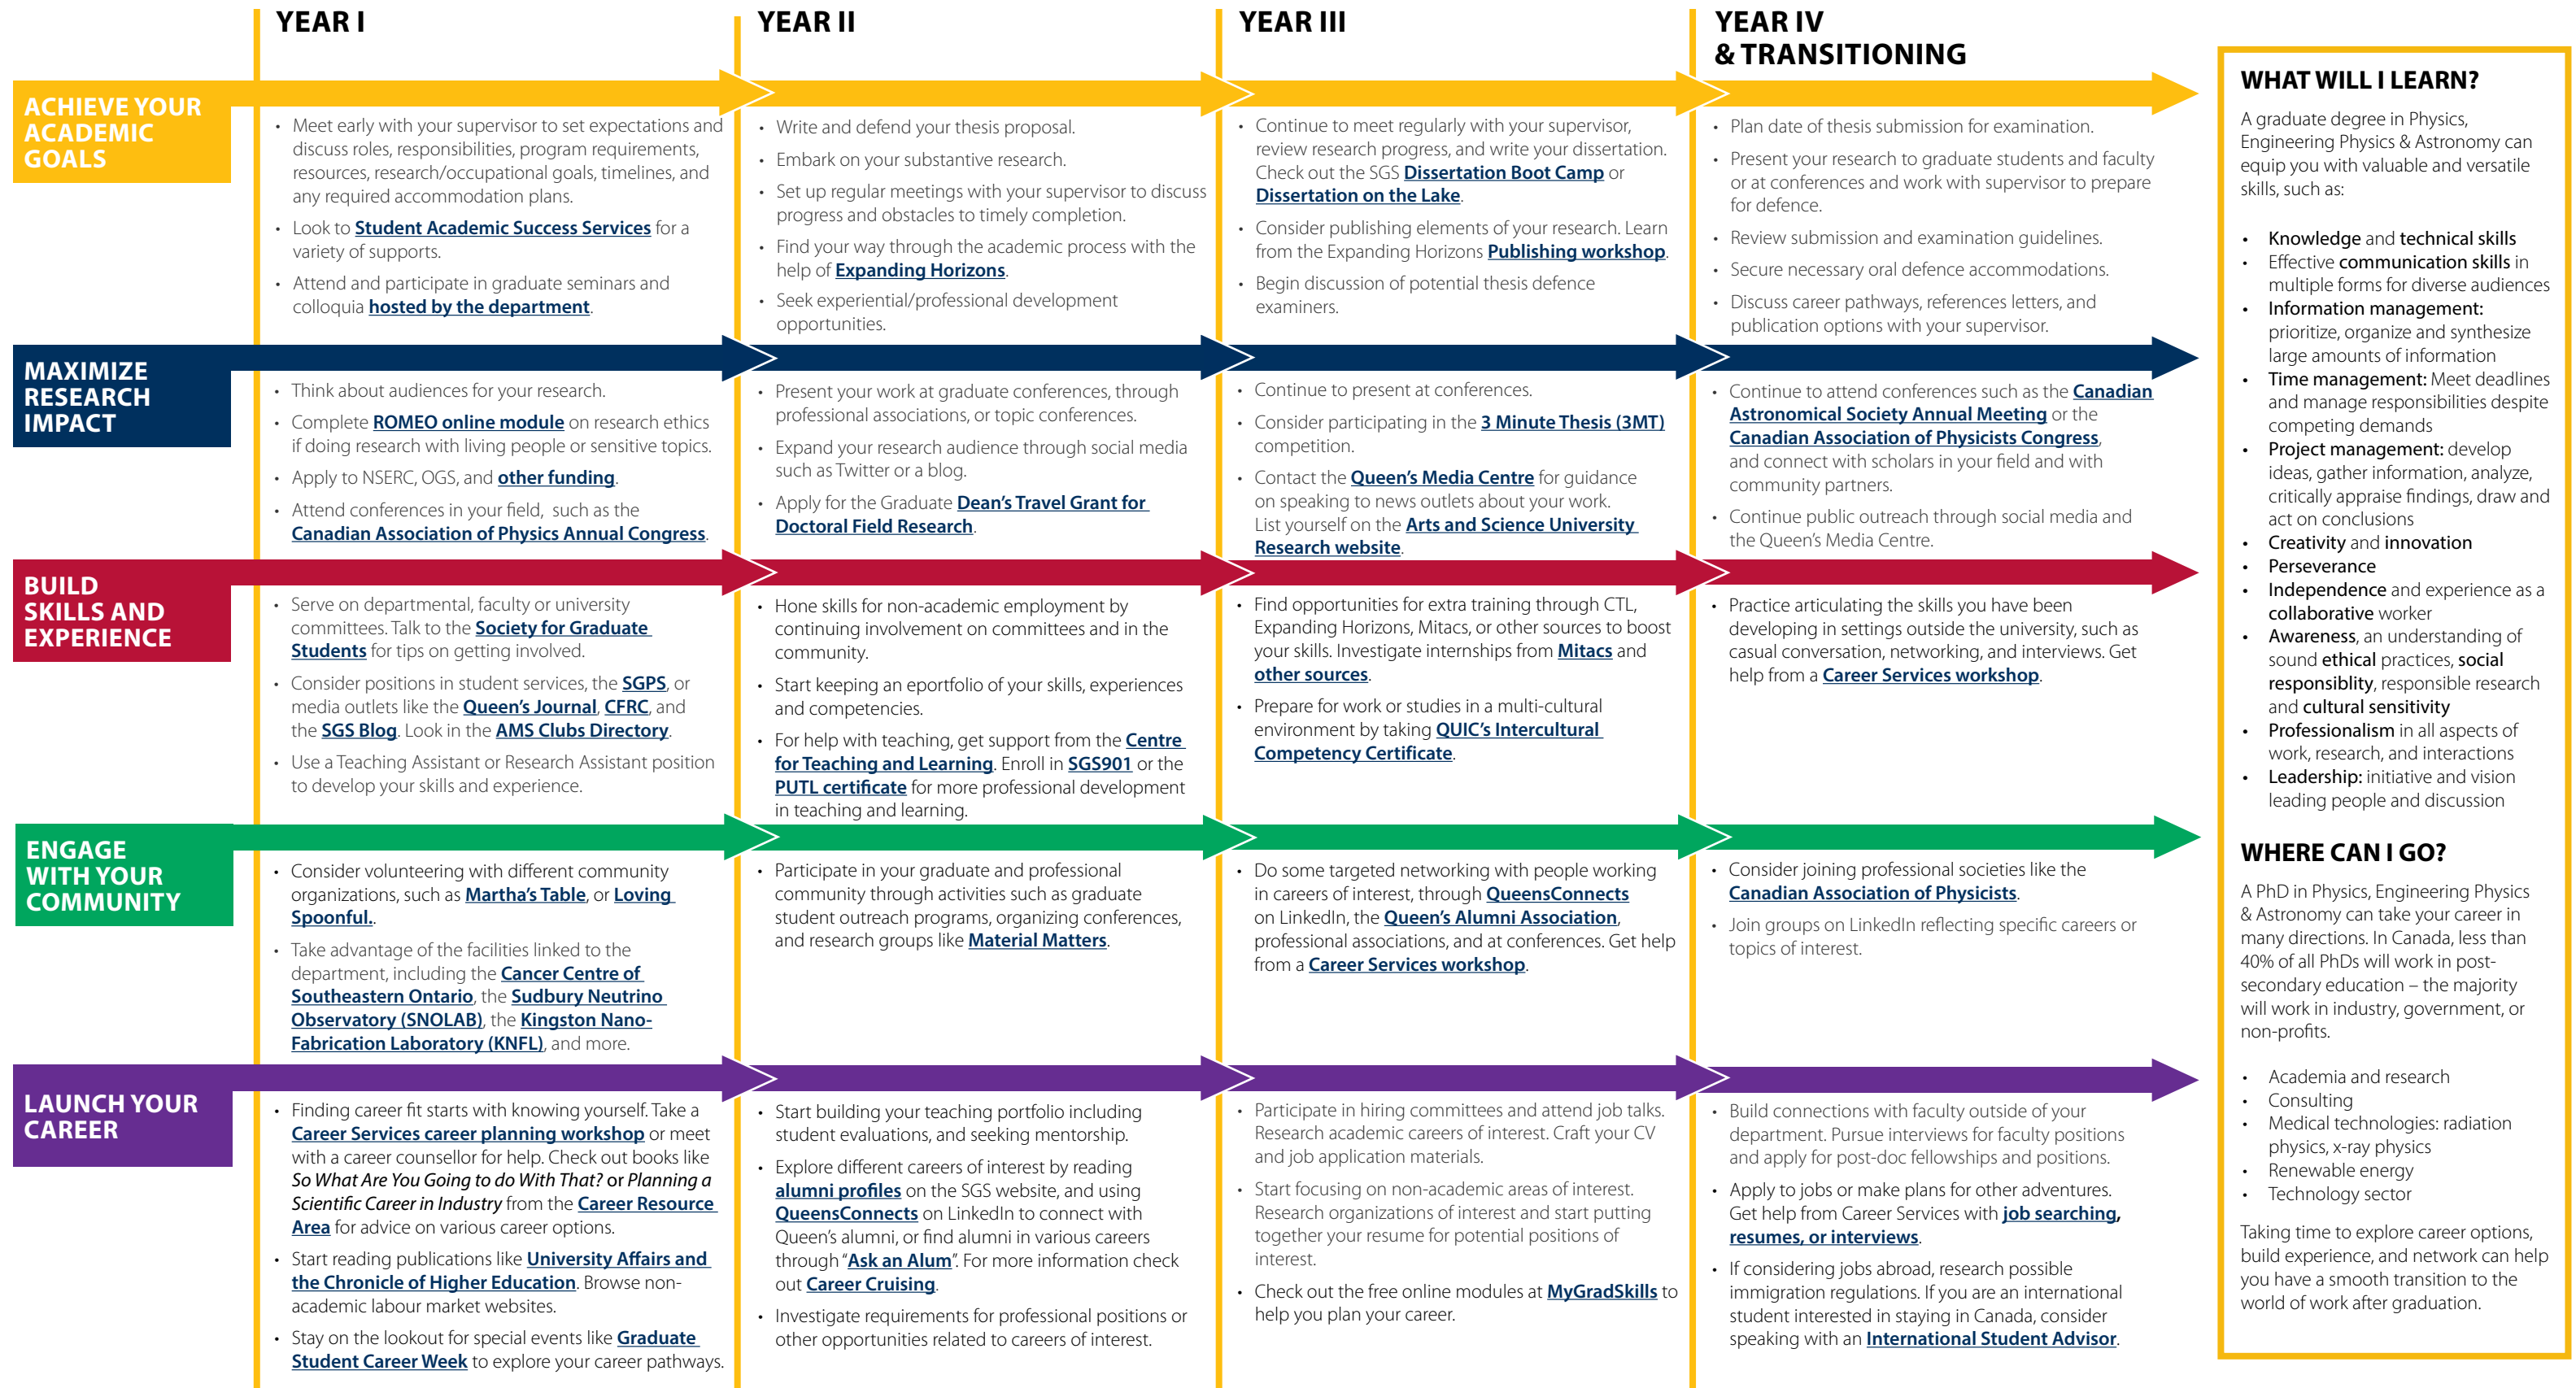 YEAR I
YEAR II
YEAR III
YEAR IV
& TRANSITIONING
ACHIEVE YOUR
ACADEMIC
GOALS
• Meet early with your supervisor to set expectations and
discuss roles, responsibilities, program requirements,
resources, research/occupational goals, timelines, and
any required accommodation plans.
• Look to Student Academic Success Services for a
variety of supports.
• Attend and participate in graduate seminars and
colloquia hosted by the department.
• Write and defend your thesis proposal.
• Embark on your substantive research.
• Set up regular meetings with your supervisor to discuss
progress and obstacles to timely completion.
• Find your way through the academic process with the
help of Expanding Horizons.
• Seek experiential/professional development
opportunities.
• Continue to meet regularly with your supervisor,
review research progress, and write your dissertation.
Check out the SGS Dissertation Boot Camp or
Dissertation on the Lake.
• Consider publishing elements of your research. Learn
from the Expanding Horizons Publishing workshop.
• Begin discussion of potential thesis defence
examiners.
• Plan date of thesis submission for examination.
• Present your research to graduate students and faculty
or at conferences and work with supervisor to prepare
for defence.
• Review submission and examination guidelines.
• Secure necessary oral defence accommodations.
• Discuss career pathways, references letters, and
publication options with your supervisor.
MAXIMIZE
RESEARCH
IMPACT
• Think about audiences for your research.
• Complete ROMEO online module on research ethics
if doing research with living people or sensitive topics.
• Apply to NSERC, OGS, and other funding.
• Attend conferences in your field, such as the
Canadian Association of Physics Annual Congress.
• Present your work at graduate conferences, through
professional associations, or topic conferences.
• Expand your research audience through social media
such as Twitter or a blog.
• Apply for the Graduate Dean's Travel Grant for
Doctoral Field Research.
• Continue to present at conferences.
• Consider participating in the 3 Minute Thesis (3MT)
competition.
• Contact the Queen's Media Centre for guidance
on speaking to news outlets about your work.
List yourself on the Arts and Science University
Research website.
• Continue to attend conferences such as the Canadian
Astronomical Society Annual Meeting or the
Canadian Association of Physicists Congress,
and connect with scholars in your field and with
community partners.
• Continue public outreach through social media and
the Queen's Media Centre.
BUILD
SKILLS AND
EXPERIENCE
• Serve on departmental, faculty or university
committees. Talk to the Society for Graduate
Students for tips on getting involved.
• Consider positions in student services, the SGPS, or
media outlets like the Queen's Journal, CFRC, and
the SGS Blog. Look in the AMS Clubs Directory.
• Use a Teaching Assistant or Research Assistant position
to develop your skills and experience.
• Hone skills for non-academic employment by
continuing involvement on committees and in the
community.
• Start keeping an eportfolio of your skills, experiences
and competencies.
• For help with teaching, get support from the Centre
for Teaching and Learning. Enroll in SGS901 or the
PUTL certificate for more professional development
in teaching and learning.
• Find opportunities for extra training through CTL,
Expanding Horizons, Mitacs, or other sources to boost
your skills. Investigate internships from Mitacs and
other sources.
• Prepare for work or studies in a multi-cultural
environment by taking QUIC's Intercultural
Competency Certificate.
• Practice articulating the skills you have been
developing in settings outside the university, such as
casual conversation, networking, and interviews. Get
help from a Career Services workshop.
ENGAGE
WITH YOUR
COMMUNITY
• Consider volunteering with different community
organizations, such as Martha's Table, or Loving
Spoonful..
• Take advantage of the facilities linked to the
department, including the Cancer Centre of
Southeastern Ontario, the Sudbury Neutrino
Observatory (SNOLAB), the Kingston Nano-
Fabrication Laboratory (KNFL), and more.
• Participate in your graduate and professional
community through activities such as graduate
student outreach programs, organizing conferences,
and research groups like Material Matters.
• Do some targeted networking with people working
in careers of interest, through QueensConnects
on LinkedIn, the Queen's Alumni Association,
professional associations, and at conferences. Get help
from a Career Services workshop.
• Consider joining professional societies like the
Canadian Association of Physicists.
• Join groups on LinkedIn reflecting specific careers or
topics of interest.
LAUNCH YOUR
CAREER
• Finding career fit starts with knowing yourself. Take a
Career Services career planning workshop or meet
with a career counsellor for help. Check out books like
So What Are You Going to do With That? or Planning a
Scientific Career in Industry from the Career Resource
Area for advice on various career options.
• Start reading publications like University Affairs and
the Chronicle of Higher Education. Browse non-
academic labour market websites.
• Stay on the lookout for special events like Graduate
Student Career Week to explore your career pathways.
• Start building your teaching portfolio including
student evaluations, and seeking mentorship.
• Explore different careers of interest by reading
alumni profiles on the SGS website, and using
QueensConnects on LinkedIn to connect with
Queen's alumni, or find alumni in various careers
through "Ask an Alum". For more information check
out Career Cruising.
• Investigate requirements for professional positions or
other opportunities related to careers of interest.
• Participate in hiring committees and attend job talks.
Research academic careers of interest. Craft your CV
and job application materials.
• Start focusing on non-academic areas of interest.
Research organizations of interest and start putting
together your resume for potential positions of
interest.
• Check out the free online modules at MyGradSkills to
help you plan your career.
• Build connections with faculty outside of your
department. Pursue interviews for faculty positions
and apply for post-doc fellowships and positions.
• Apply to jobs or make plans for other adventures.
Get help from Career Services with job searching,
resumes, or interviews.
• If considering jobs abroad, research possible
immigration regulations. If you are an international
student interested in staying in Canada, consider
speaking with an International Student Advisor.
WHAT WILL I LEARN?
A graduate degree in Physics,
Engineering Physics & Astronomy can
equip you with valuable and versatile
skills, such as:
• Knowledge and technical skills
• Effective communication skills in
multiple forms for diverse audiences
• Information management:
prioritize, organize and synthesize
large amounts of information
• Time management: Meet deadlines
and manage responsibilities despite
competing demands
• Project management: develop
ideas, gather information, analyze,
critically appraise findings, draw and
act on conclusions
• Creativity and innovation
• Perseverance
• Independence and experience as a
collaborative worker
• Awareness, an understanding of
sound ethical practices, social
responsiblity, responsible research
and cultural sensitivity
• Professionalism in all aspects of
work, research, and interactions
• Leadership: initiative and vision
leading people and discussion
WHERE CAN I GO?
A PhD in Physics, Engineering Physics
& Astronomy can take your career in
many directions. In Canada, less than
40% of all PhDs will work in post-
secondary education – the majority
will work in industry, government, or
non-profits.
• Academia and research
• Consulting
• Medical technologies: radiation
physics, x-ray physics
• Renewable energy
• Technology sector
Taking time to explore career options,
build experience, and network can help
you have a smooth transition to the
world of work after graduation.